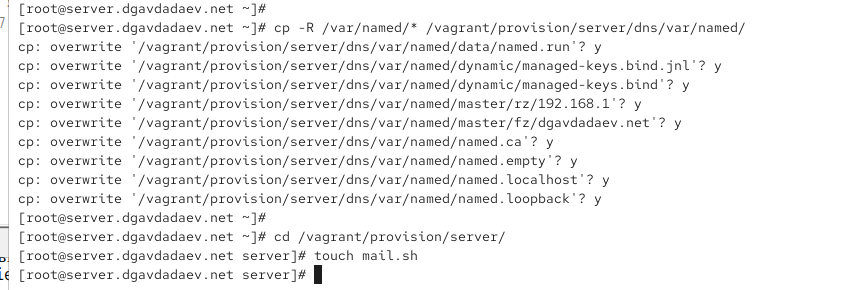 [root@server.dgavdadaev.net ~]#
[root@server.dgavdadaev.net ~]# cp -R /var/named/* /vagrant/provision/server/dns/var/named/
cp: overwrite '/vagrant/provision/server/dns/var/named/data/named.run'? y
cp: overwrite '/vagrant/provision/server/dns/var/named/dynamic/managed-keys.bind.jnl'? y
cp: overwrite '/vagrant/provision/server/dns/var/named/dynamic/managed-keys.bind'? y
cp: overwrite '/vagrant/provision/server/dns/var/named/master/rz/192.168.1'? y
cp: overwrite '/vagrant/provision/server/dns/var/named/master/fz/dgavdadaev.net'? y
cp: overwrite '/vagrant/provision/server/dns/var/named/named.ca'? y
cp: overwrite '/vagrant/provision/server/dns/var/named/named.empty'? y
cp: overwrite '/vagrant/provision/server/dns/var/named/named.localhost'? y
cp: overwrite '/vagrant/provision/server/dns/var/named/named.loopback'? y
[root@server.dgavdadaev.net ~]#
[root@server.dgavdadaev.net ~]# cd /vagrant/provision/server/
[root@server.dgavdadaev.net server]# touch mail.sh
[root@server.dgavdadaev.net server]#